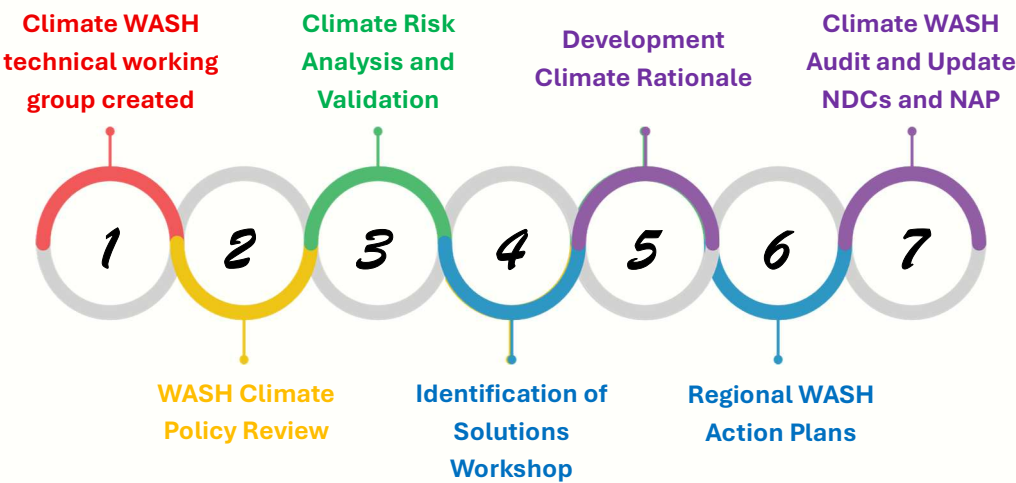 Climate WASH
technical working
group created
Climate Risk
Analysis and
Validation
Development
Climate Rationale
Climate WASH
Audit and Update
NDCs and NAP
1
2
3
4
5
6
7
WASH Climate
Policy Review
Identification of
Solutions
Workshop
Regional WASH
Action Plans